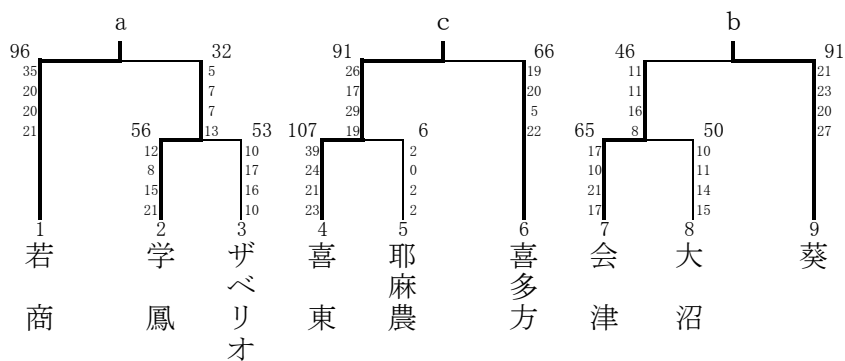 a c b
96 32 91 66 46 91
35 5 26 19 11 21
20 7 17 20 11 23
20 7 29 5 16 20
21 13 19 22 8 27
56 53 107 6 65 50
12 10 39 2 17 10
8 17 24 0 10 11
15 16 21 2 21 14
21 10 23 2 17 15
1 2 3 4 5 6 7 8 9
若商
学鳳
ザベリオ
喜東
耶麻農
喜多方
会津
大沼
葵